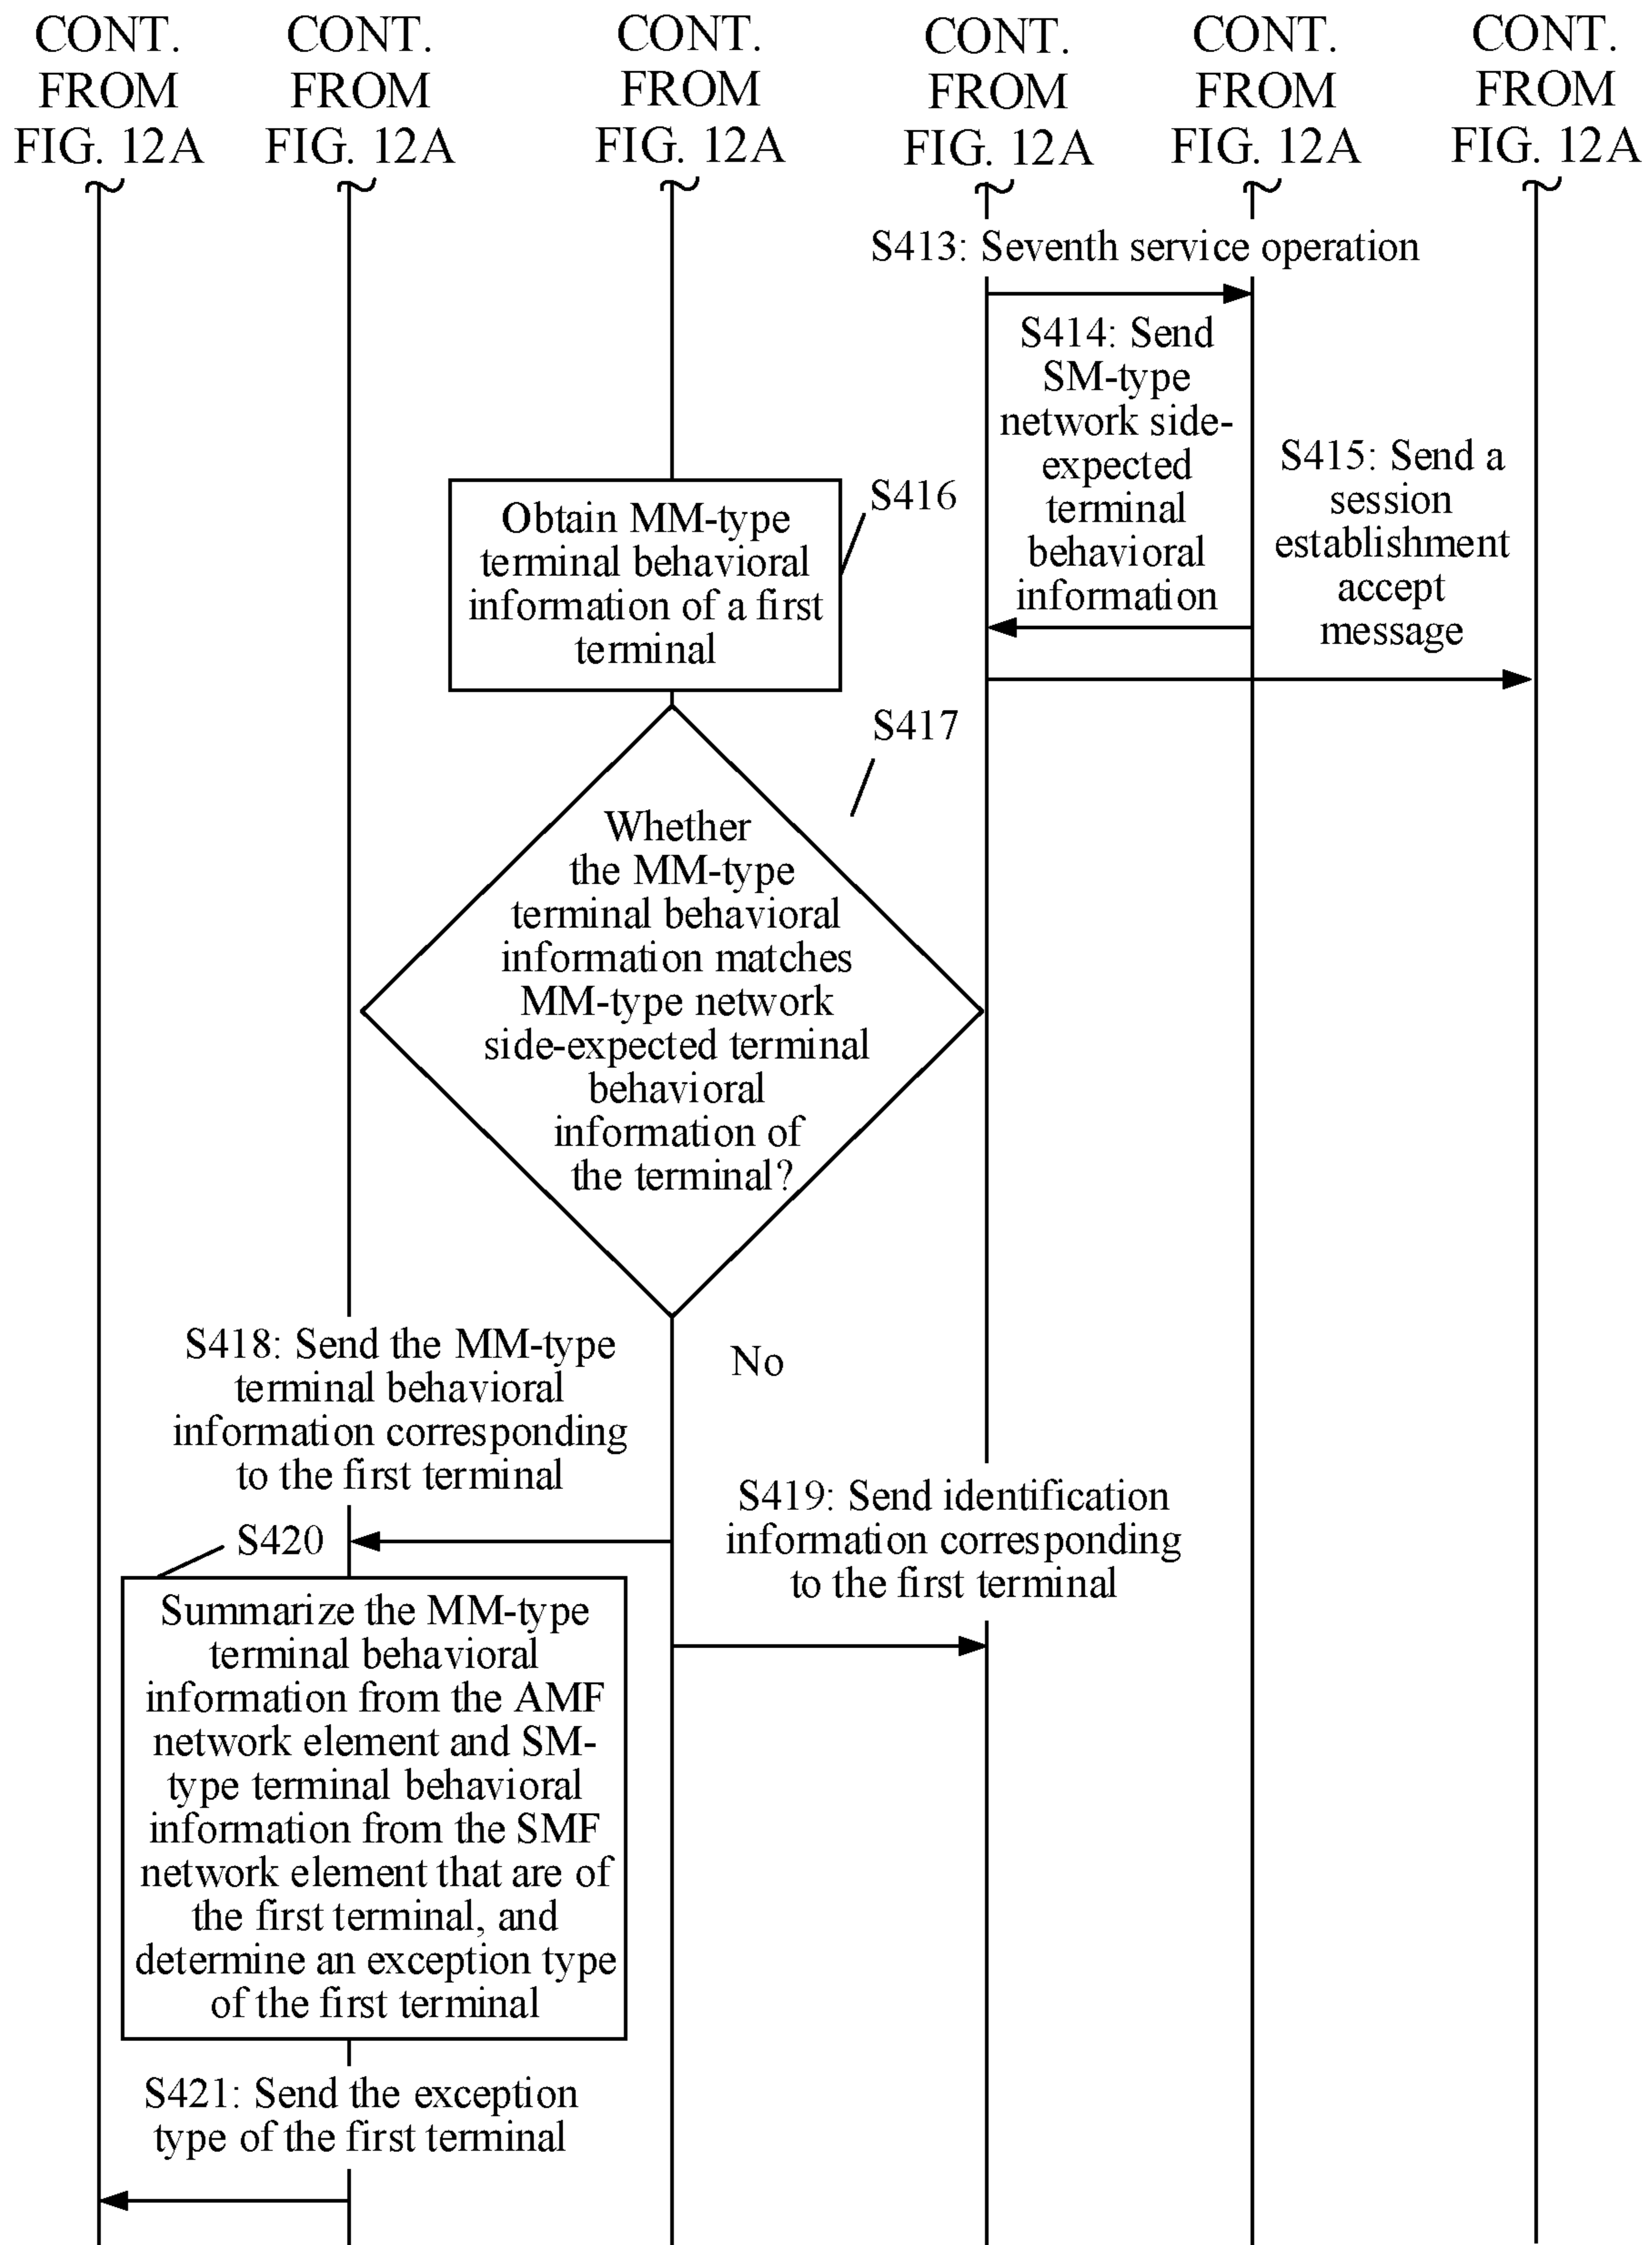 CONT.
FROM
FIG. 12A
CONT.
FROM
FIG. 12A
CONT.
FROM
FIG. 12A
CONT.
FROM
FIG. 12A
CONT.
FROM
FIG. 12A
CONT.
FROM
FIG. 12A
S413: Seventh service operation
S414: Send
SM-type
network side-
expected
terminal
behavioral
information
S415: Send a
session
establishment
accept
message
S416
Obtain MM-type
terminal behavioral
information of a first
terminal
S417
Whether
the MM-type
terminal behavioral
information matches
MM-type network
side-expected terminal
behavioral
information of
the terminal?
No
S418: Send the MM-type
terminal behavioral
information corresponding
to the first terminal
S419: Send identification
information corresponding
to the first terminal
S420
Summarize the MM-type
terminal behavioral
information from the AMF
network element and SM-
type terminal behavioral
information from the SMF
network element that are of
the first terminal, and
determine an exception type
of the first terminal
S421: Send the exception
type of the first terminal